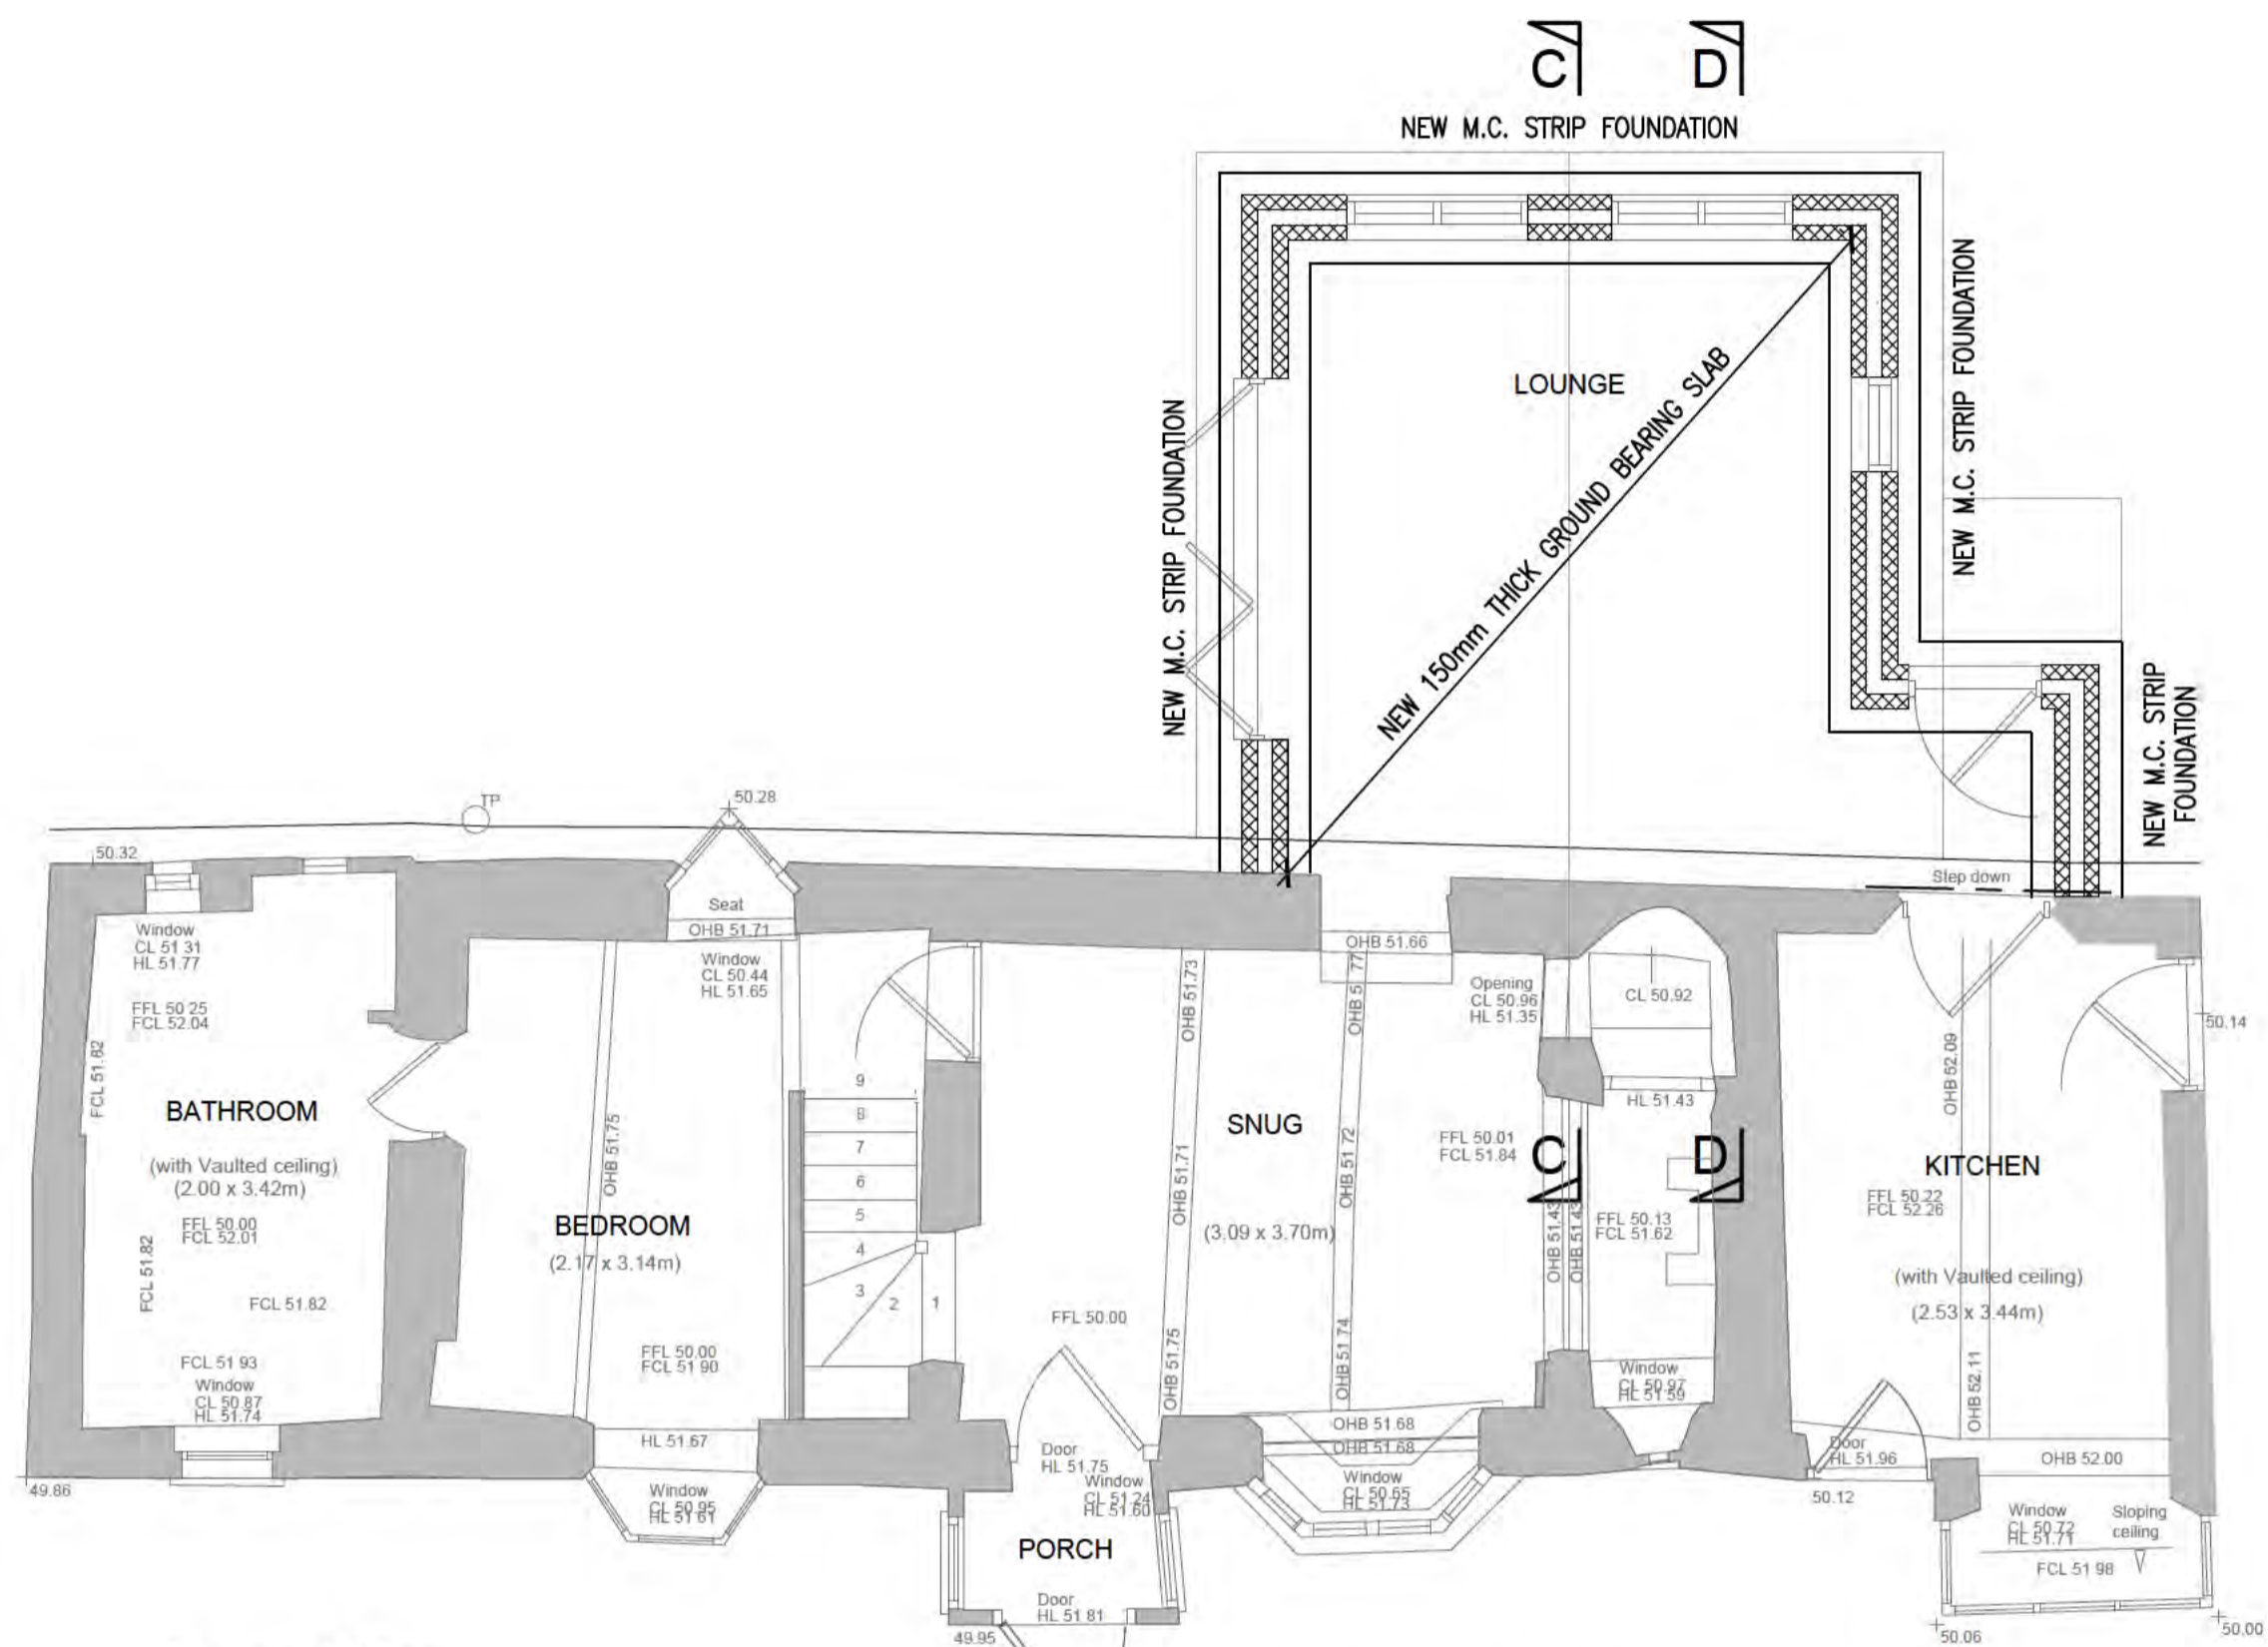 C
D
NEW M.C. STRIP FOUNDATION
NEW M.C. STRIP FOUNDATION
LOUNGE
NEW M.C. STRIP FOUNDATION
NEW 150mm THICK GROUND BEARING SLAB
NEW M.C. STRIP
FOUNDATION
TP
50.28
50.32
Step down
Seat
OHB 51.71
Window
CL 51 31
HL 51.77
Window
CL 50.44
HL 51.65
OHB 51.66
OHB 51.73
Opening
CL 50.96
HL 51.35
CL 50.92
FFL 50 25
FCL 52.04
50.14
FCL 51.82
OHB 52.09
BATHROOM
(with Vaulted ceiling)
(2.00 x 3.42m)
FFL 50.00
FCL 52.01
FCL 51.82
FCL 51.82
FCL 51 93
Window
CL 50.87
HL 51.74
OHB 51.75
BEDROOM
(2.17 x 3.14m)
FFL 50.00
FCL 51 90
9
8
7
6
5
4
3
2
1
SNUG
(3.09 x 3.70m)
OHB 51.71
OHB 51 72
FFL 50.01
FCL 51.84
HL 51.43
C
D
OHB 51.43
OHB 51.43
FFL 50.13
FCL 51.62
KITCHEN
FFL 50.22
FCL 52.26
(with Vaulted ceiling)
(2.53 x 3.44m)
FFL 50.00
OHB 51.75
OHB 51.74
Window
CL 50.97
HL 51.59
OHB 52.11
HL 51.67
Window
CL 50.95
HL 51.61
Door
HL 51.75
Window
CL 51.24
HL 51.60
OHB 51.68
OHB 51.68
Window
CL 50.65
HL 51.73
Door
HL 51.96
OHB 52.00
49.86
50.12
Window
CL 50.72
HL 51.71
Sloping
ceiling
FCL 51 98
PORCH
Door
HL 51 81
49.95
50.06
50.00